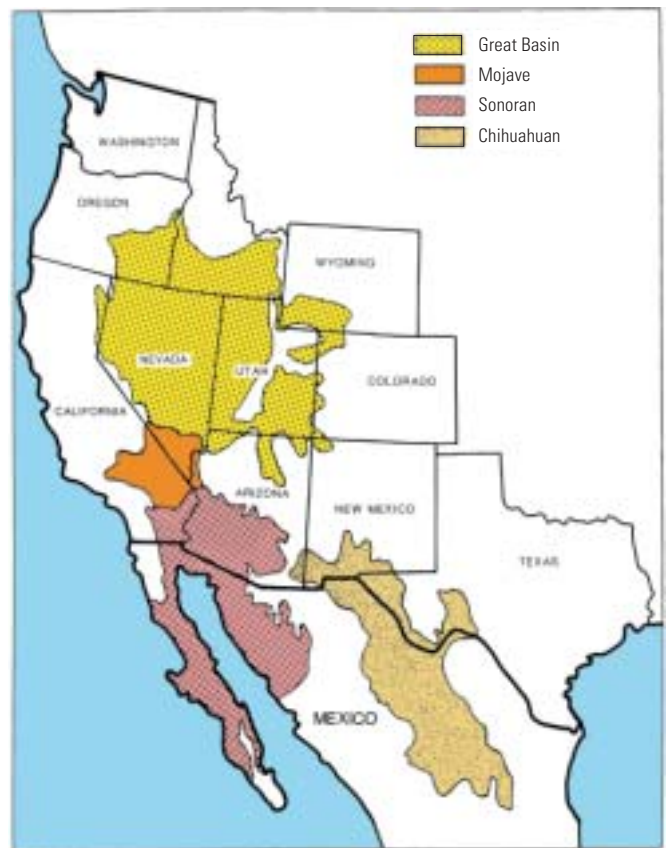 Great Basin
Mojave
Sonoran
Chihuahuan
WASHINGTON
OREGON
WYOMING
NEVADA
UTAH
COLORADO
CALIFORNIA
ARIZONA
NEW MEXICO
TEXAS
MEXICO